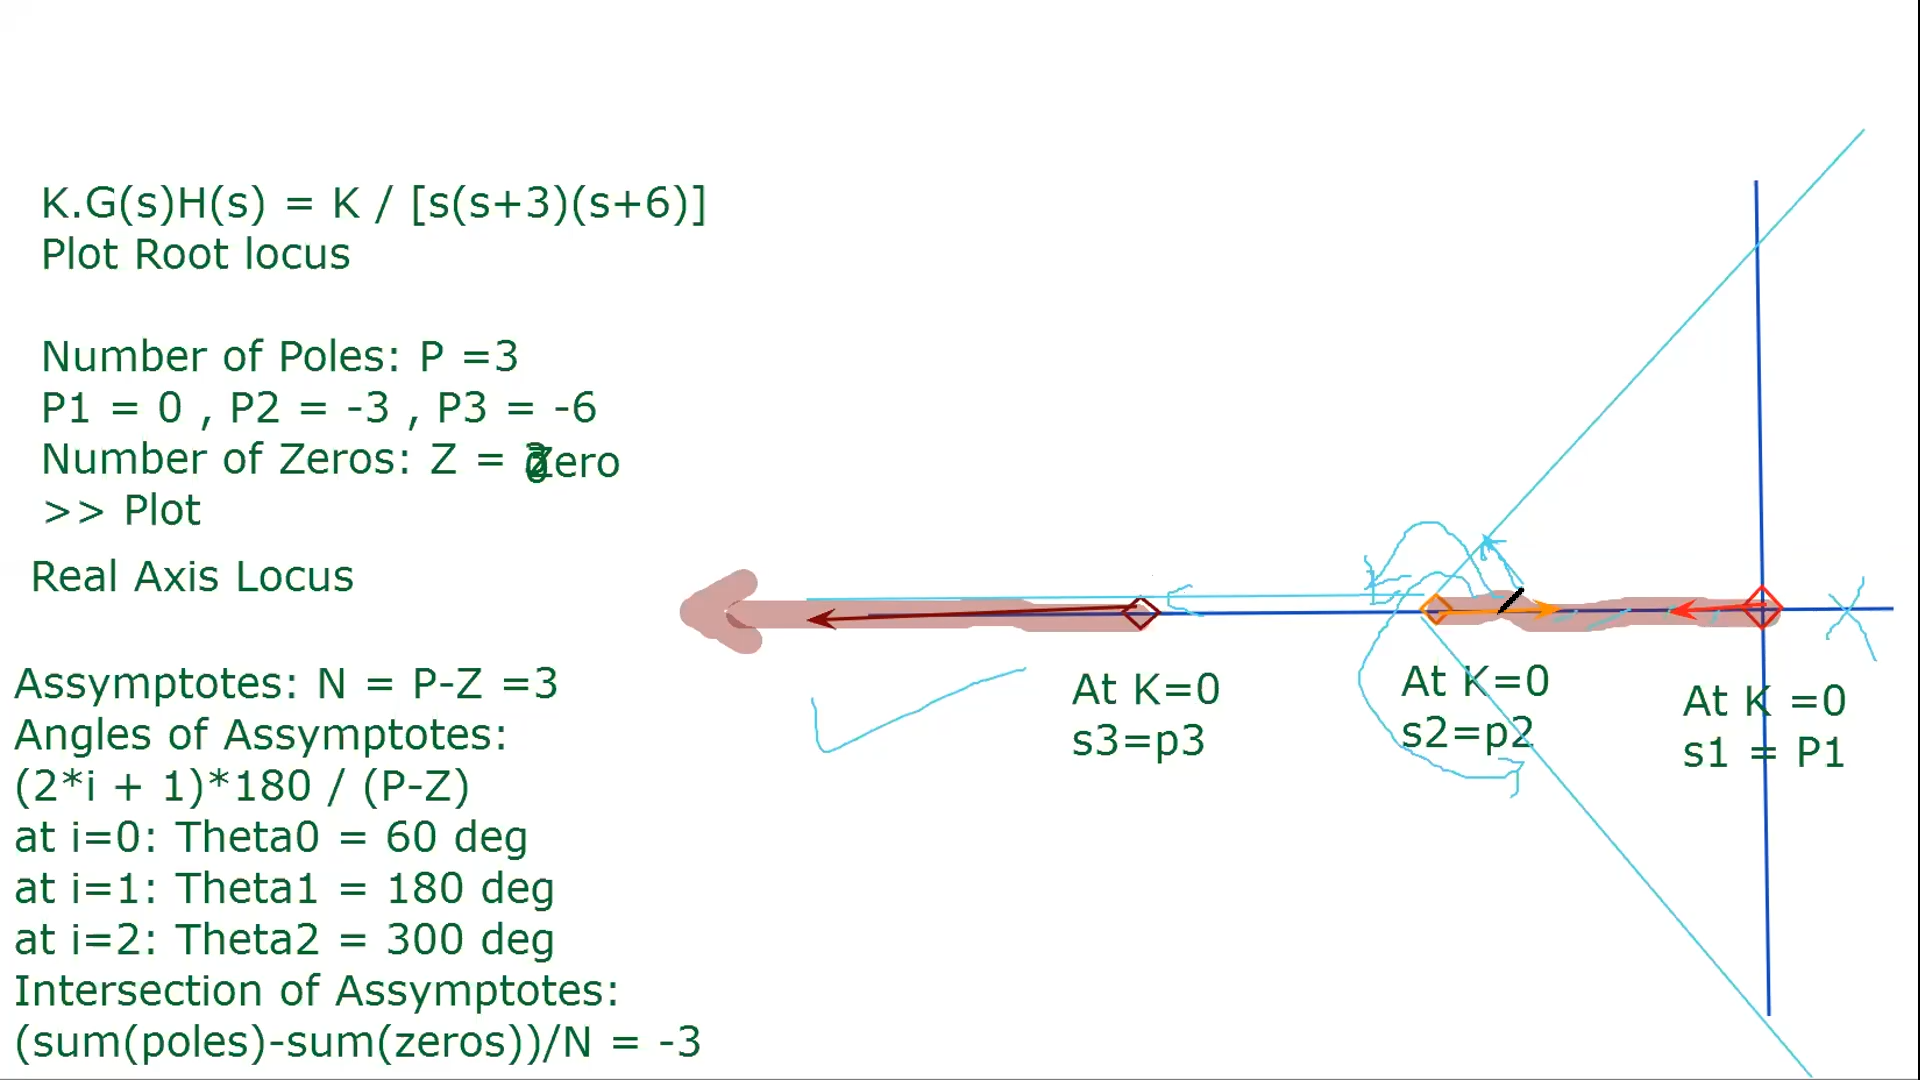 K.G(s)H(s) = K / [s(s+3)(s+6)]
Plot Root locus
Number of Poles: P =3
P1 = 0 , P2 = -3 , P3 = -6
Number of Zeros: Z = Zero
>> Plot
Real Axis Locus
Assymptotes: N = P-Z =3
Angles of Assymptotes:
(2*i + 1)*180 / (P-Z)
at i=0: Theta0 = 60 deg
at i=1: Theta1 = 180 deg
at i=2: Theta2 = 300 deg
Intersection of Assymptotes:
(sum(poles)-sum(zeros))/N = -3
At K=0
s3=p3
At K=0
s2=p2
At K =0
s1 = P1